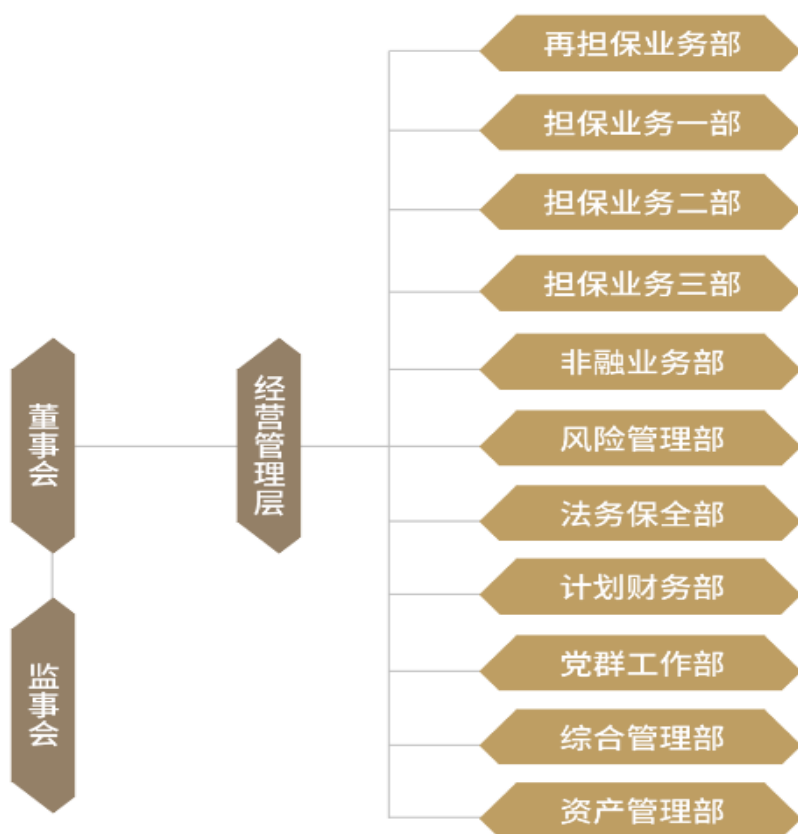 董事会
监事会
经营管理层
再担保业务部
担保业务一部
担保业务二部
担保业务三部
非融业务部
风险管理部
法务保全部
计划财务部
党群工作部
综合管理部
资产管理部